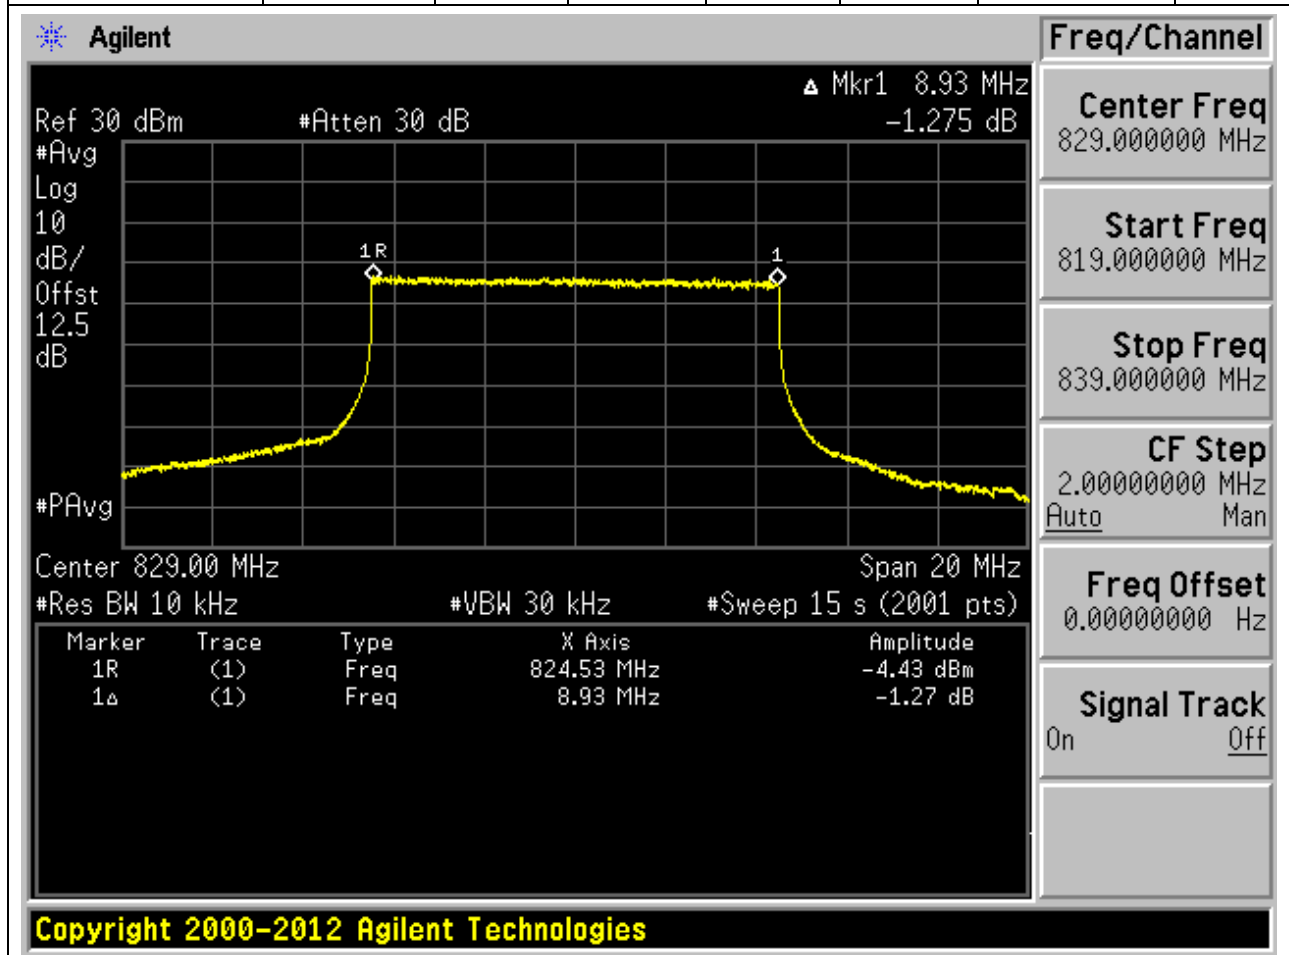 Agilent
Freq/Channel
▵ Mkr1 8.93 MHz
Ref 30 dBm #Atten 30 dB -1.275 dB
#Avg
Log
10
dB/
Offst
12.5
dB
#PAvg
1R
1
Center 829.00 MHz Span 20 MHz
#Res BW 10 kHz #VBW 30 kHz #Sweep 15 s (2001 pts)
Marker Trace Type X Axis Amplitude
1R (1) Freq 824.53 MHz -4.43 dBm
1▵ (1) Freq 8.93 MHz -1.27 dB
Center Freq
829.000000 MHz
Start Freq
819.000000 MHz
Stop Freq
839.000000 MHz
CF Step
2.00000000 MHz
Auto Man
Freq Offset
0.00000000 Hz
Signal Track
On Off
Copyright 2000-2012 Agilent Technologies